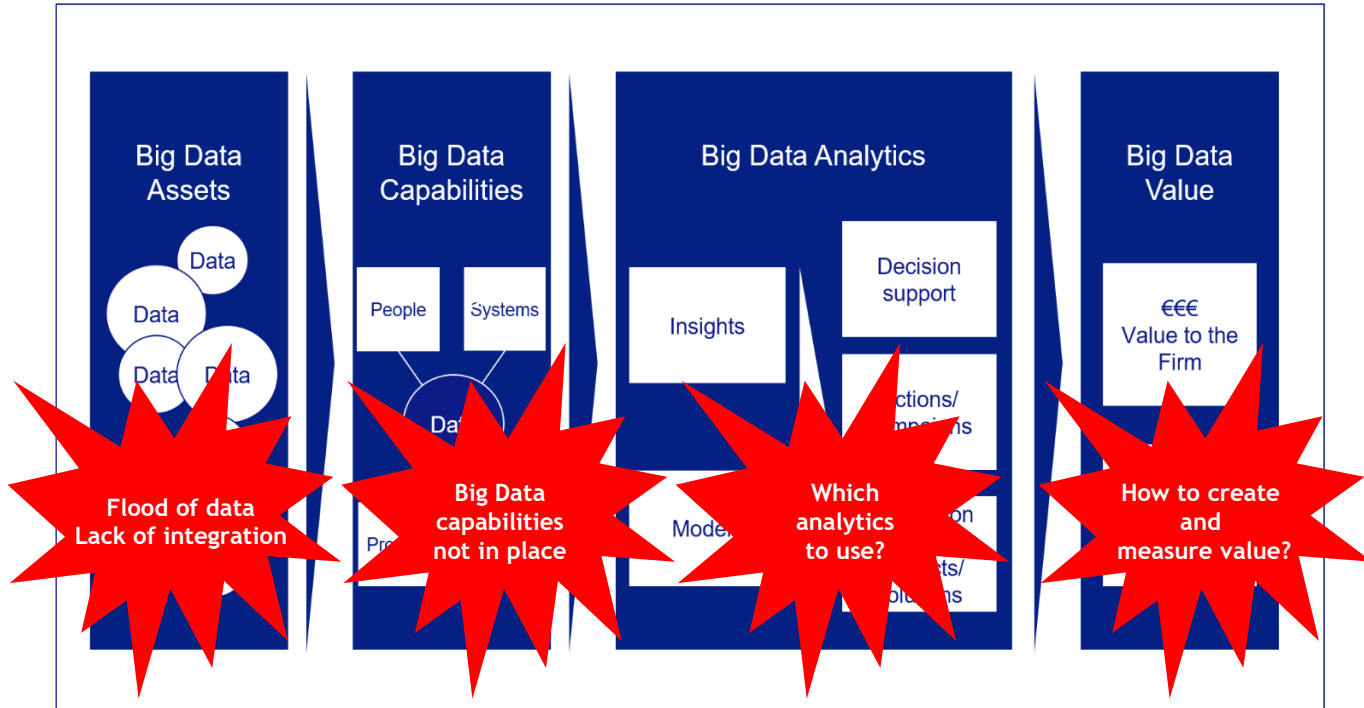 Big Data
Assets
Data
Data
Data
Data
Flood of data
Lack of integration
Big Data
Capabilities
People
Systems
Big Data
capabilities
not in place
Big Data Analytics
Insights
Decision
support
Which
analytics
to use?
Big Data
Value
€€€
Value to the
Firm
How to create
and
measure value?